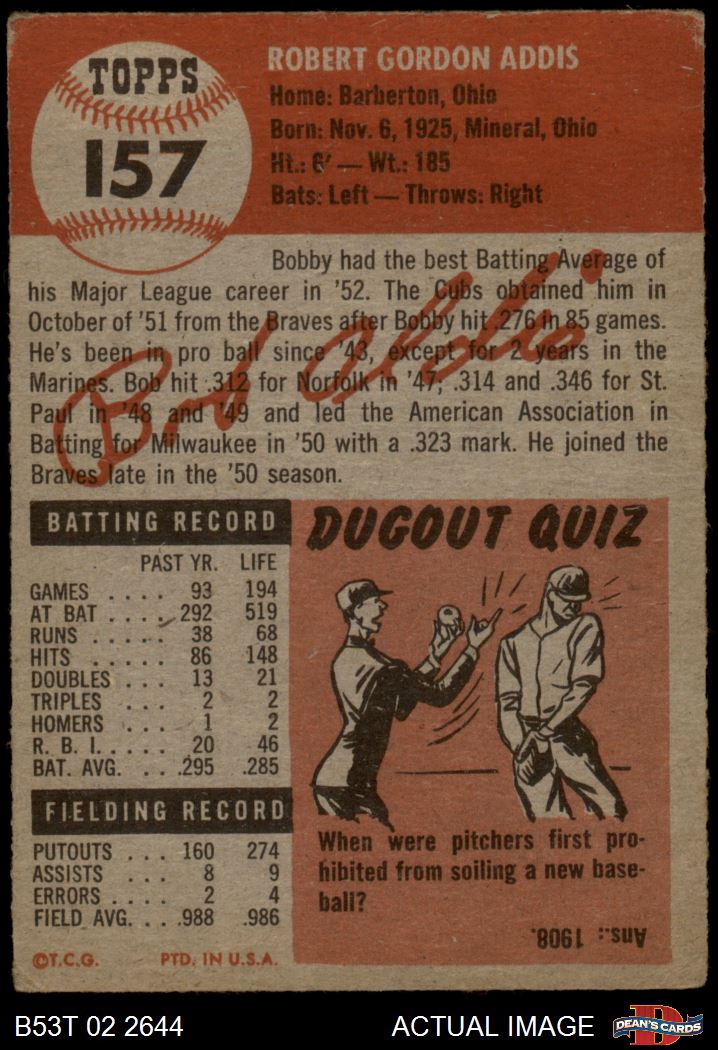 TOPPS
157
ROBERT GORDON ADDIS
Home: Barberton, Ohio
Born: Nov. 6, 1925, Mineral, Ohio
Ht.: 6' — Wt.: 185
Bats: Left — Throws: Right
Bobby had the best Batting Average of
his Major League career in '52. The Cubs obtained him in
October of '51 from the Braves after Bobby hit .276 in 85 games.
He's been in pro ball since '43, except for 2 years in the
Marines. Bob hit .312 for Norfolk in '47; .314 and .346 for St.
Paul in '48 and '49 and led the American Association in
Batting for Milwaukee in '50 with a .323 mark. He joined the
Braves late in the '50 season.
Bob Addis
BATTING RECORD
PAST YR. LIFE
GAMES . . . . 93 194
AT BAT . . . . 292 519
RUNS . . . . . 38 68
HITS . . . . . 86 148
DOUBLES . . . 13 21
TRIPLES . . . 2 2
HOMERS . . . 1 2
R. B. I. . . . . . 20 46
BAT. AVG. . . . .295 .285
FIELDING RECORD
PUTOUTS . . . 160 274
ASSISTS . . . 8 9
ERRORS . . . . 2 4
FIELD AVG. . . .988 .986
©T.C.G. PTD. IN U.S.A.
DUGOUT QUIZ
When were pitchers first pro-
hibited from soiling a new base-
ball?
Ans.: 1908.
B53T 02 2644 ACTUAL IMAGE DEAN'S CARDS